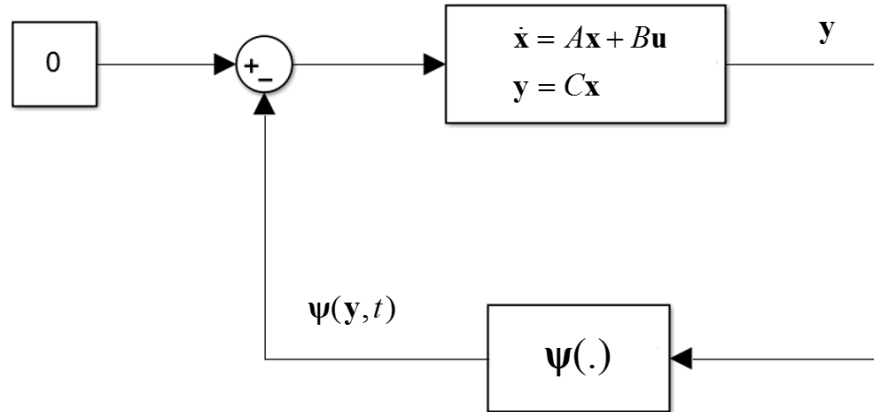 0
+
−
ẋ = Ax + Bu
y = Cx
y
ψ(y,t)
ψ(.)